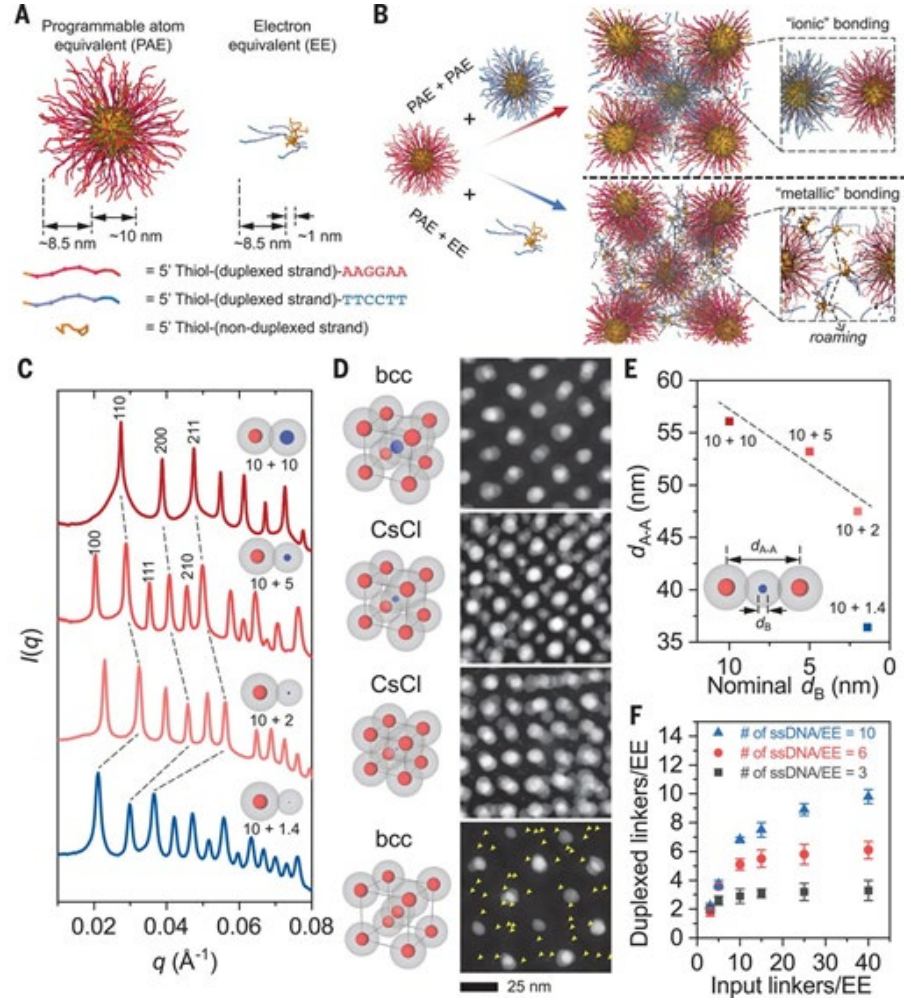 A
Programmable atom
equivalent (PAE)
Electron
equivalent (EE)
~8.5 nm
~10 nm
~8.5 nm
~1 nm
= 5' Thiol-(duplexed strand)-AAGGAA
= 5' Thiol-(duplexed strand)-TTCCTT
= 5' Thiol-(non-duplexed strand)
B
PAE + PAE
+
+
PAE + EE
"ionic" bonding
"metallic" bonding
roaming
C
110
200
211
10 + 10
100
111
210
10 + 5
10 + 2
10 + 1.4
I(q)
0.02
0.04
0.06
0.08
q (Å⁻¹)
D
bcc
CsCl
CsCl
bcc
25 nm
E
60
55
50
45
40
35
dA-A (nm)
10 + 10
10 + 5
10 + 2
10 + 1.4
dA-A
dB
10
5
0
Nominal dB (nm)
F
14
12
10
8
6
4
2
0
Duplexed linkers/EE
# of ssDNA/EE = 10
# of ssDNA/EE = 6
# of ssDNA/EE = 3
0
10
20
30
40
Input linkers/EE